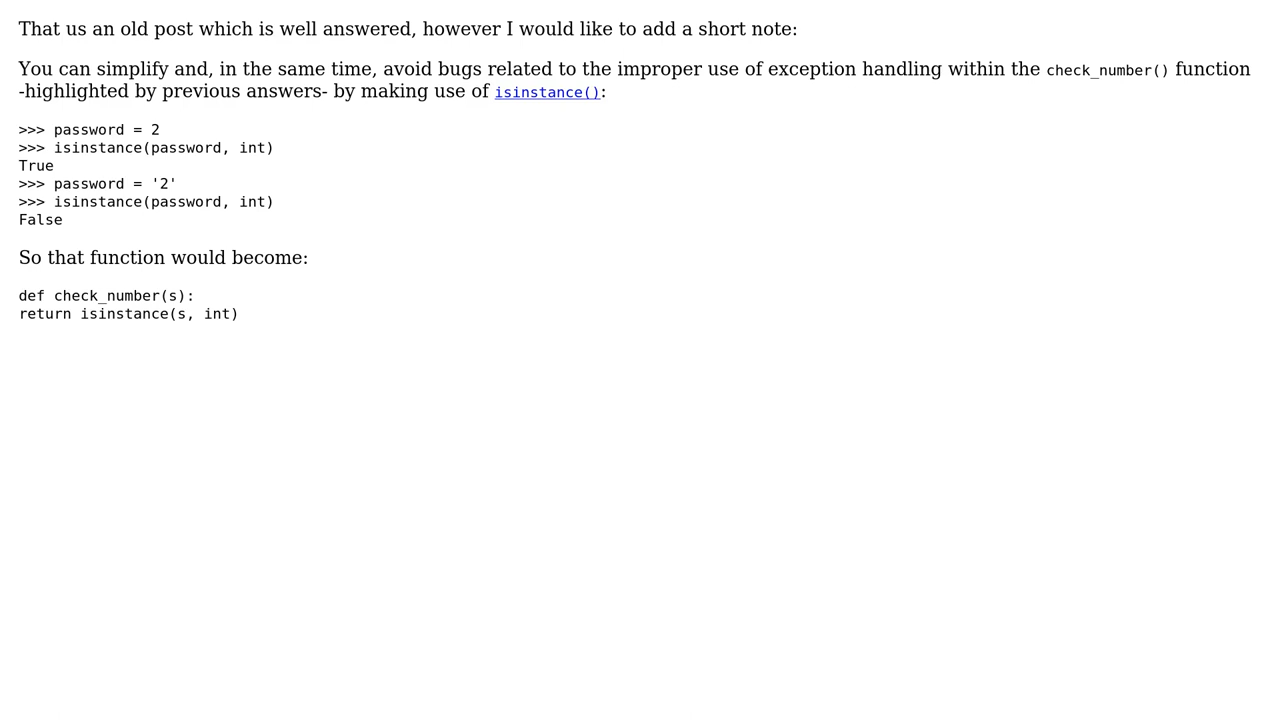 That us an old post which is well answered, however I would like to add a short note:
You can simplify and, in the same time, avoid bugs related to the improper use of exception handling within the check_number() function
-highlighted by previous answers- by making use of isinstance():
>>> password = 2
>>> isinstance(password, int)
True
>>> password = '2'
>>> isinstance(password, int)
False
So that function would become:
def check_number(s):
return isinstance(s, int)